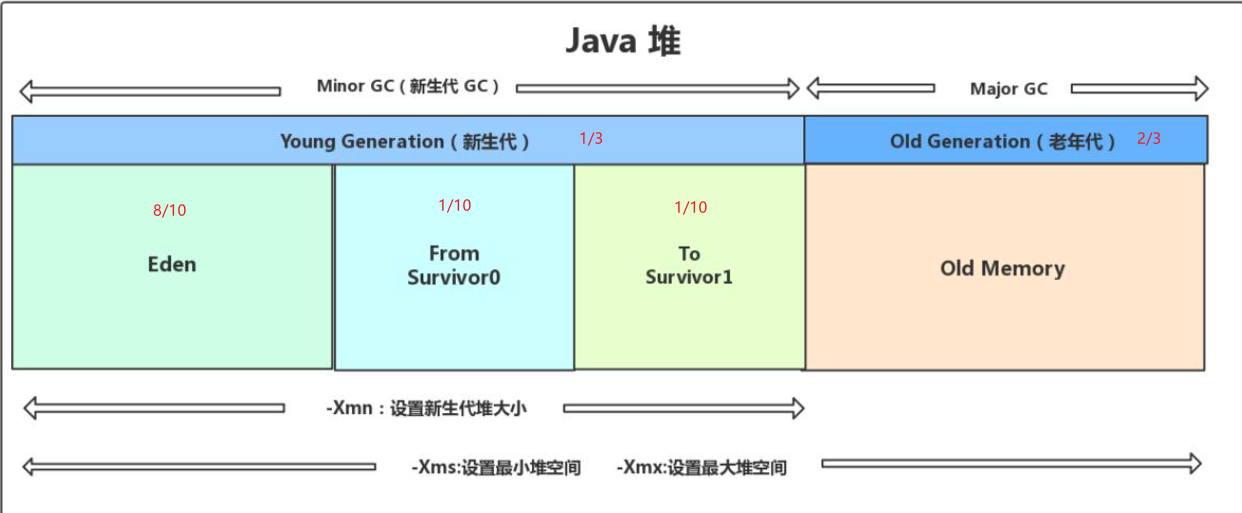 Java 堆
Minor GC ( 新生代 GC )
Major GC
Young Generation ( 新生代 )
1/3
Old Generation ( 老年代 )
2/3
8/10
1/10
1/10
Eden
From
Survivor0
To
Survivor1
Old Memory
-Xmn : 设置新生代堆大小
-Xms:设置最小堆空间
-Xmx:设置最大堆空间